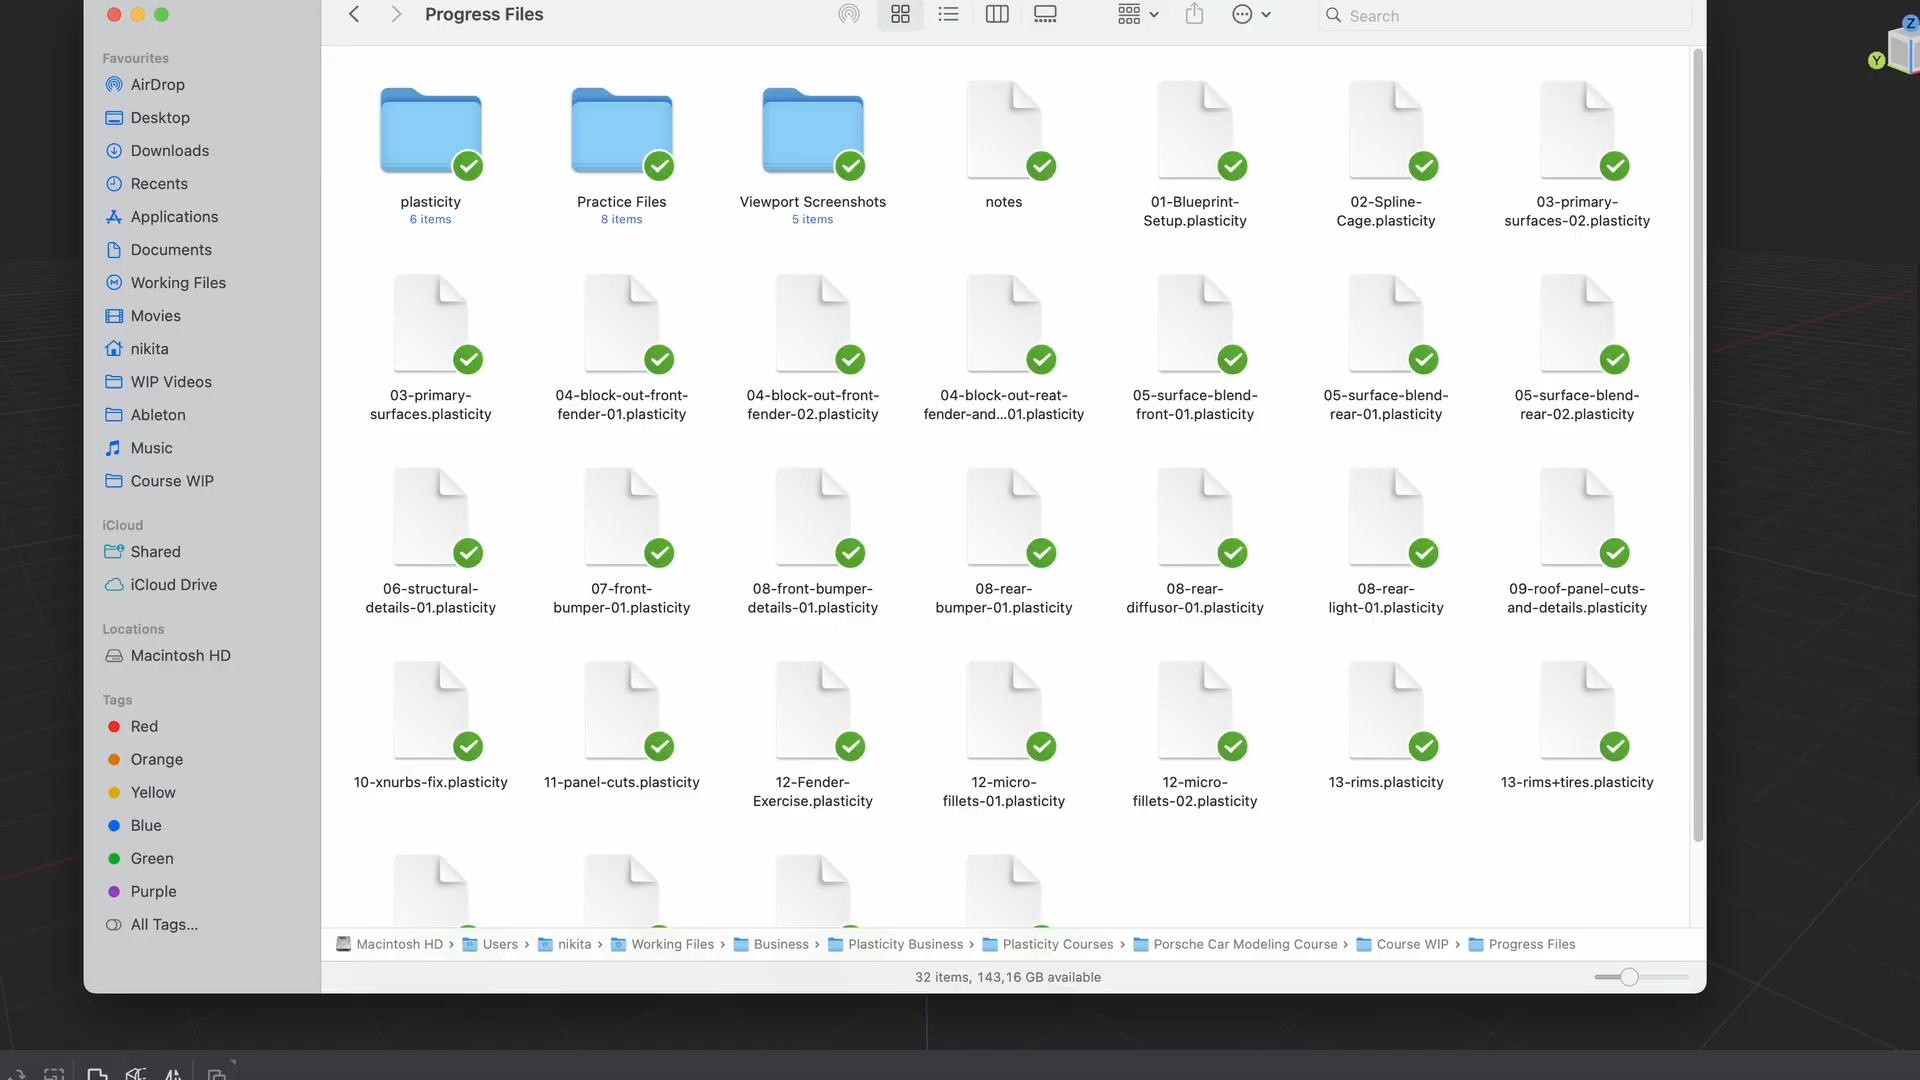 Progress Files
Search
Favourites
AirDrop
Desktop
Downloads
Recents
Applications
Documents
Working Files
Movies
nikita
WIP Videos
Ableton
Music
Course WIP
iCloud
Shared
iCloud Drive
Locations
Macintosh HD
Tags
Red
Orange
Yellow
Blue
Green
Purple
All Tags...
plasticity
6 items
Practice Files
8 items
Viewport Screenshots
5 items
notes
01-Blueprint-
Setup.plasticity
02-Spline-
Cage.plasticity
03-primary-
surfaces-02.plasticity
03-primary-
surfaces.plasticity
04-block-out-front-
fender-01.plasticity
04-block-out-front-
fender-02.plasticity
04-block-out-reat-
fender-and...01.plasticity
05-surface-blend-
front-01.plasticity
05-surface-blend-
rear-01.plasticity
05-surface-blend-
rear-02.plasticity
06-structural-
details-01.plasticity
07-front-
bumper-01.plasticity
08-front-bumper-
details-01.plasticity
08-rear-
bumper-01.plasticity
08-rear-
diffusor-01.plasticity
08-rear-
light-01.plasticity
09-roof-panel-cuts-
and-details.plasticity
10-xnurbs-fix.plasticity
11-panel-cuts.plasticity
12-Fender-
Exercise.plasticity
12-micro-
fillets-01.plasticity
12-micro-
fillets-02.plasticity
13-rims.plasticity
13-rims+tires.plasticity
Macintosh HD › Users › nikita › Working Files › Business › Plasticity Business › Plasticity Courses › Porsche Car Modeling Course › Course WIP › Progress Files
32 items, 143,16 GB available
Z
Y